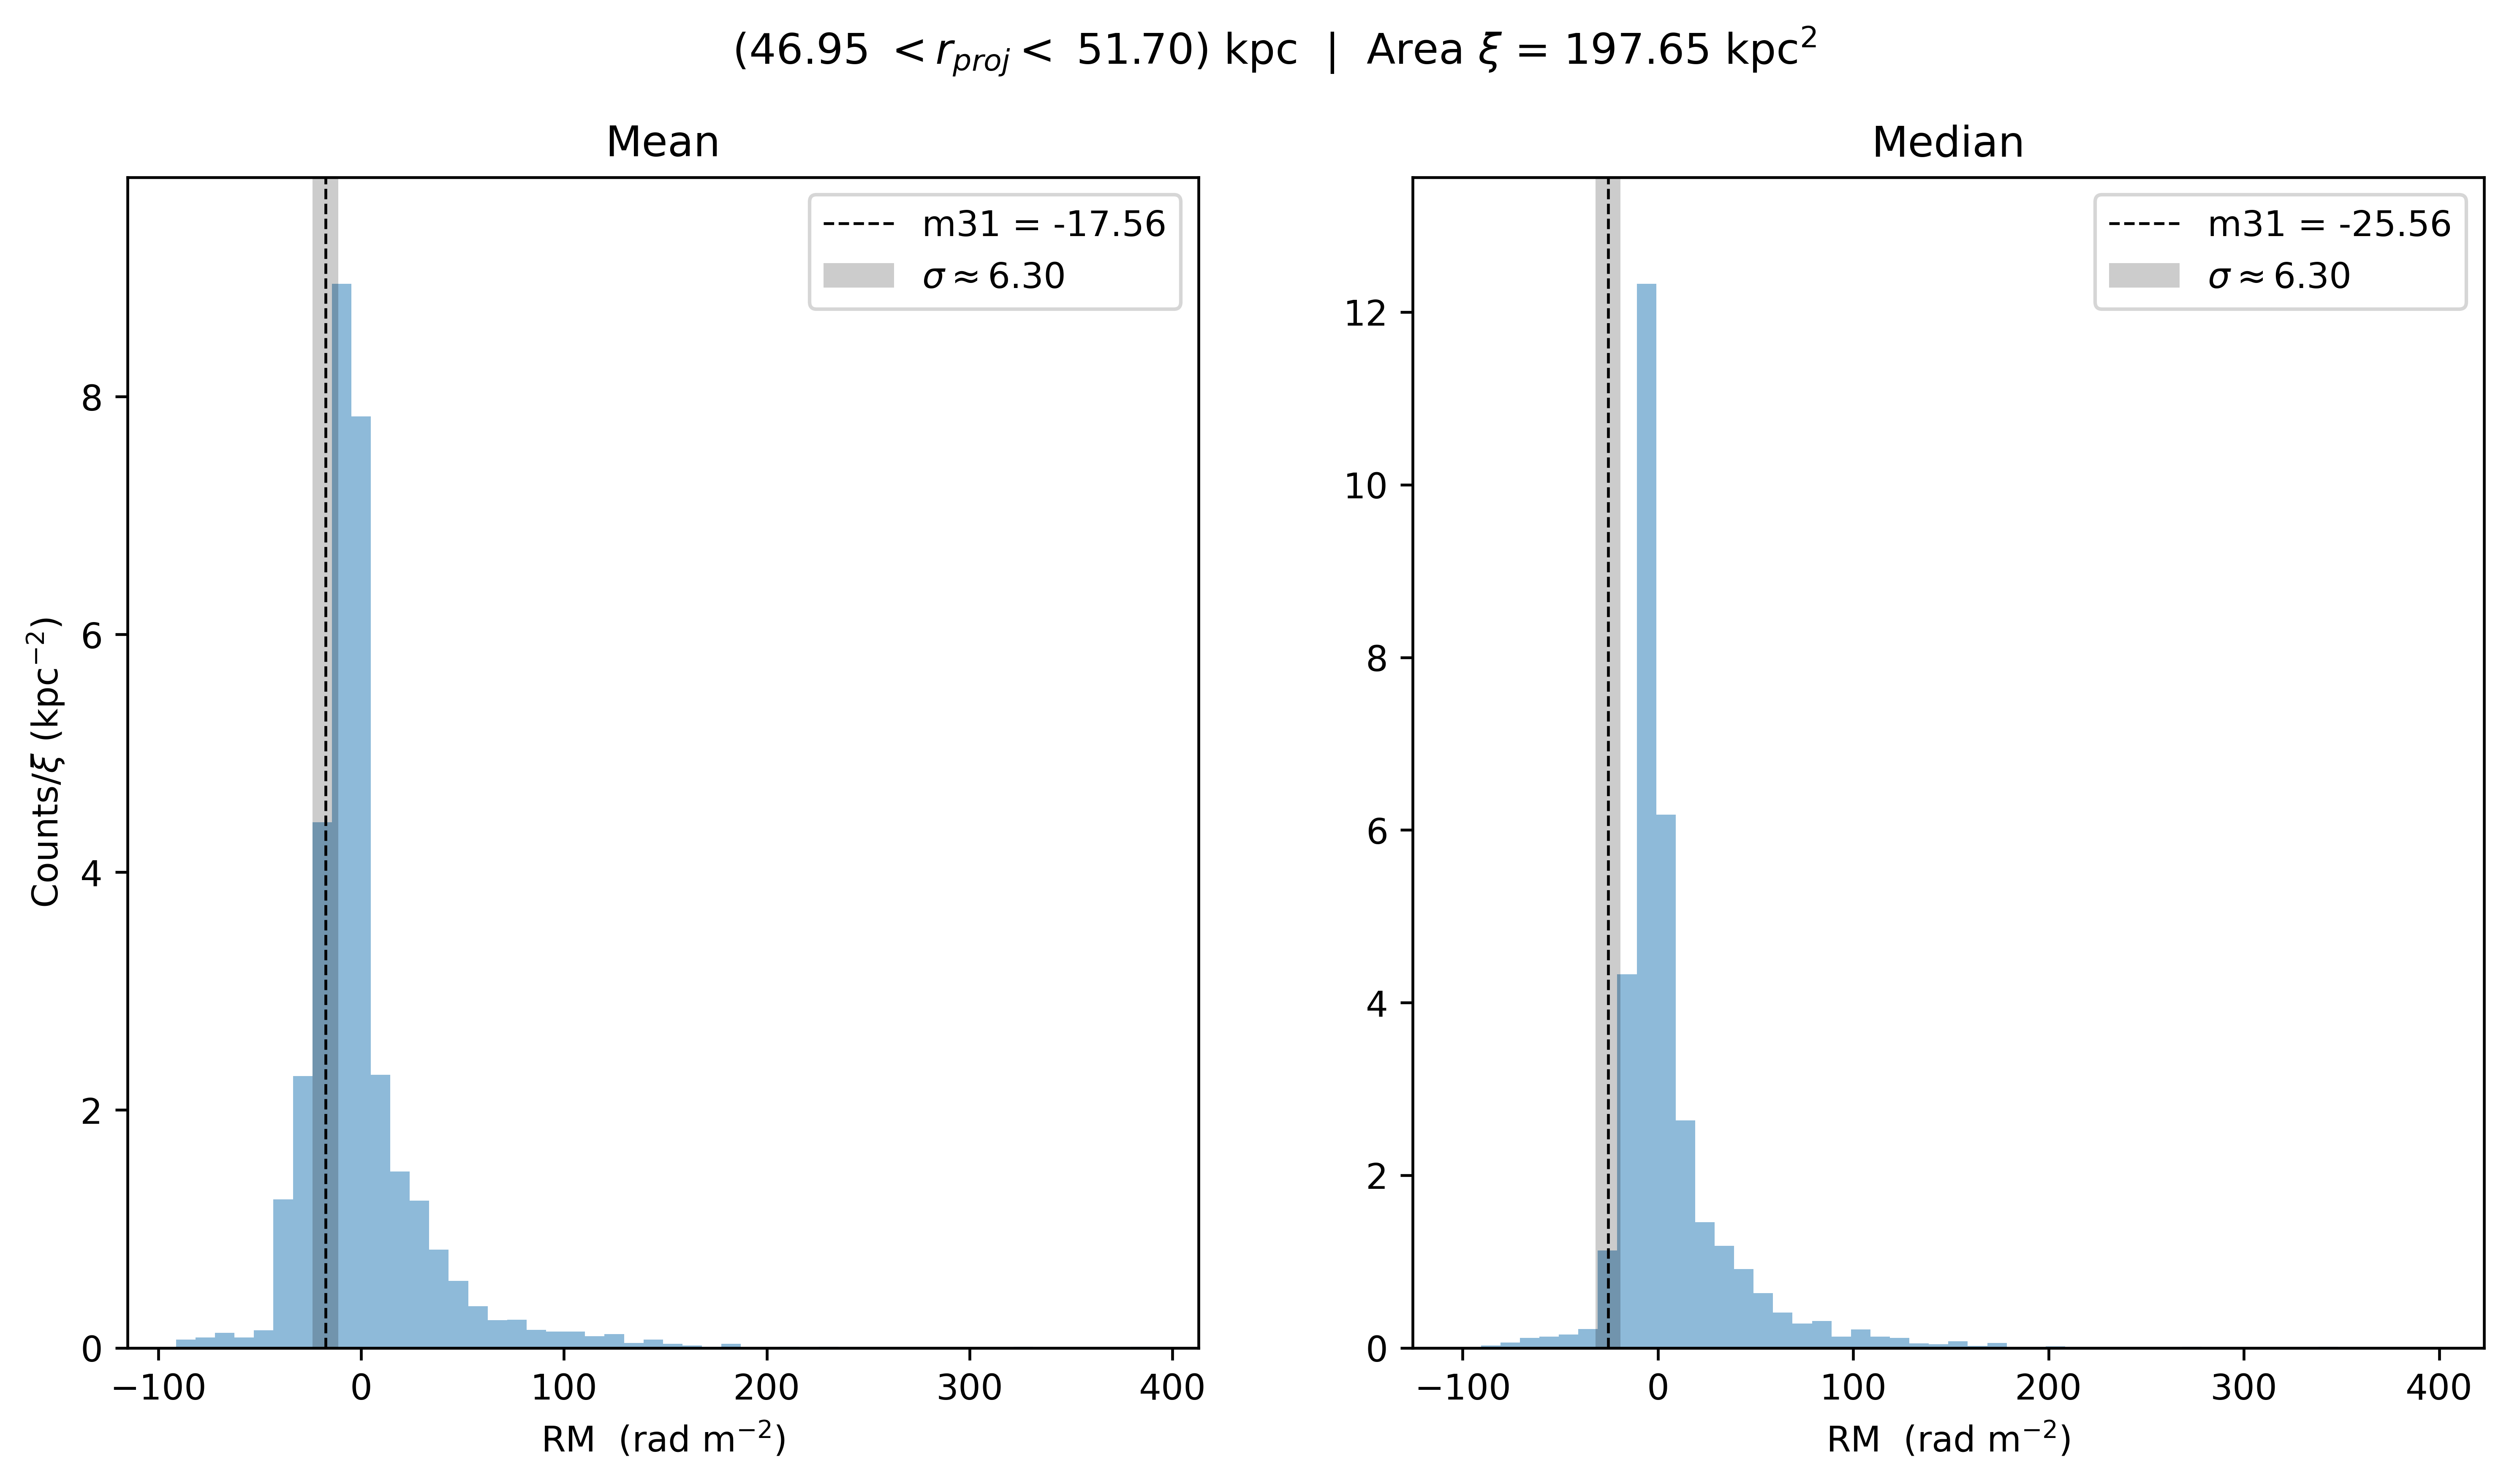 (46.95 < r_proj < 51.70) kpc | Area ξ = 197.65 kpc²
Mean
m31 = -17.56
σ ≈ 6.30
Counts/ξ (kpc⁻²)
8
6
4
2
0
−100 0 100 200 300 400
RM (rad m⁻²)
Median
m31 = -25.56
σ ≈ 6.30
12
10
8
6
4
2
0
−100 0 100 200 300 400
RM (rad m⁻²)